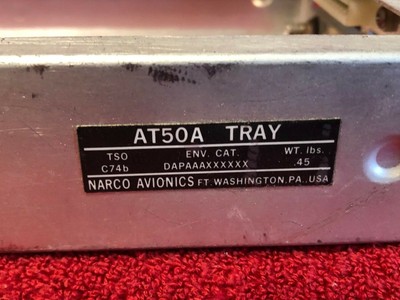 AT50A TRAY
TSO ENV. CAT. WT. lbs.
C74b DAPAAAXXXXXX .45
NARCO AVIONICS FT. WASHINGTON, PA., USA